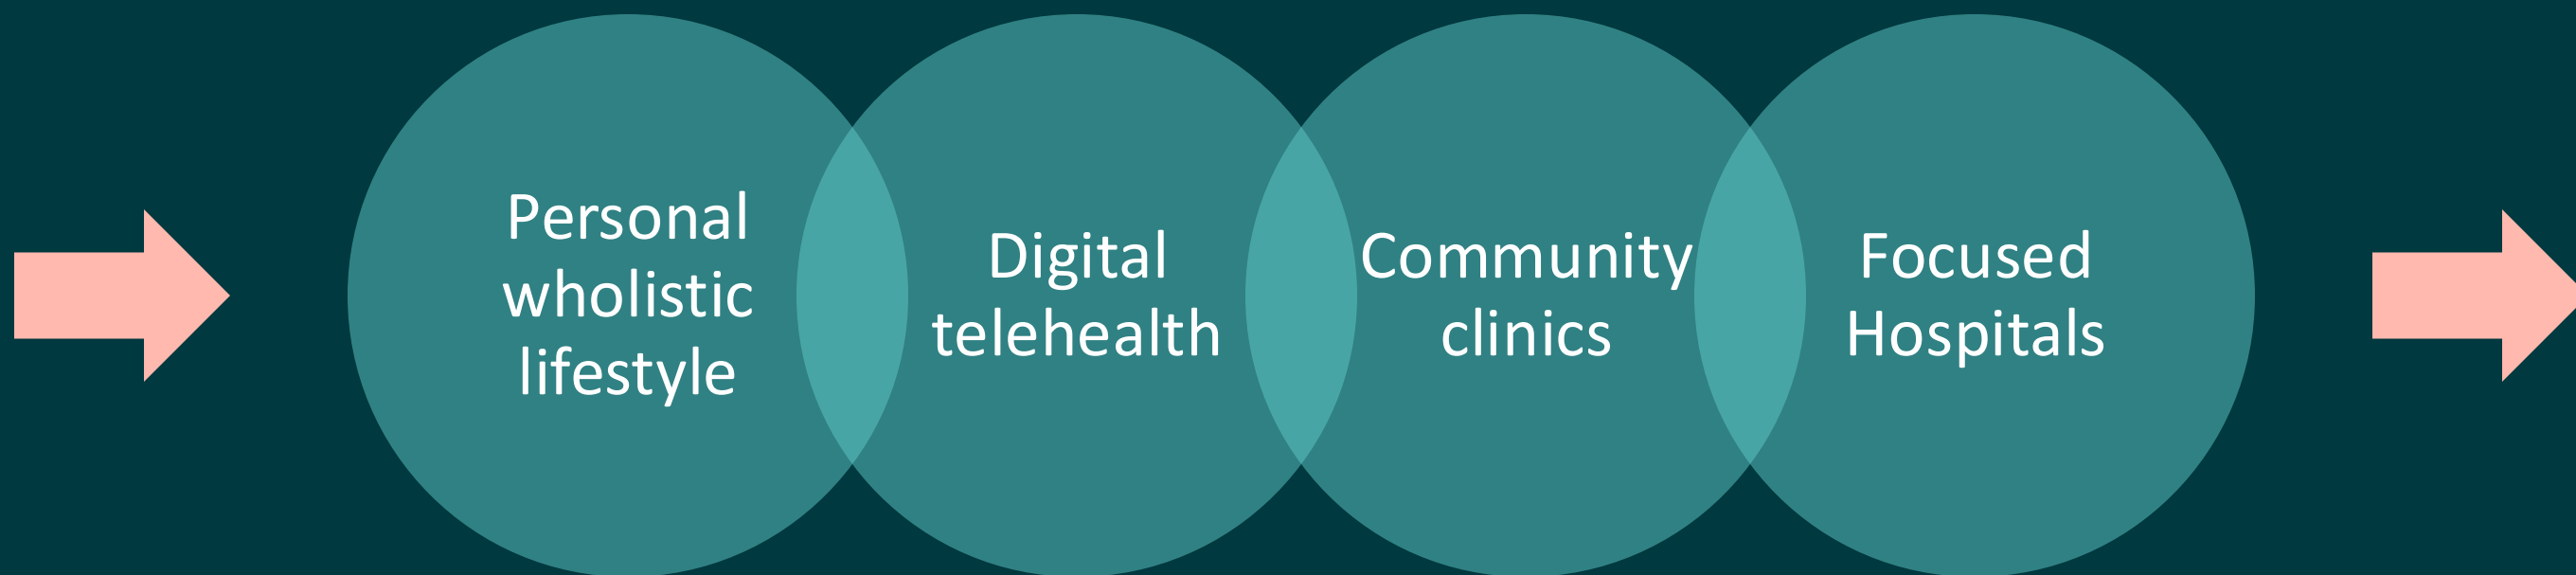 Personal
wholistic
lifestyle
Digital
telehealth
Community
clinics
Focused
Hospitals